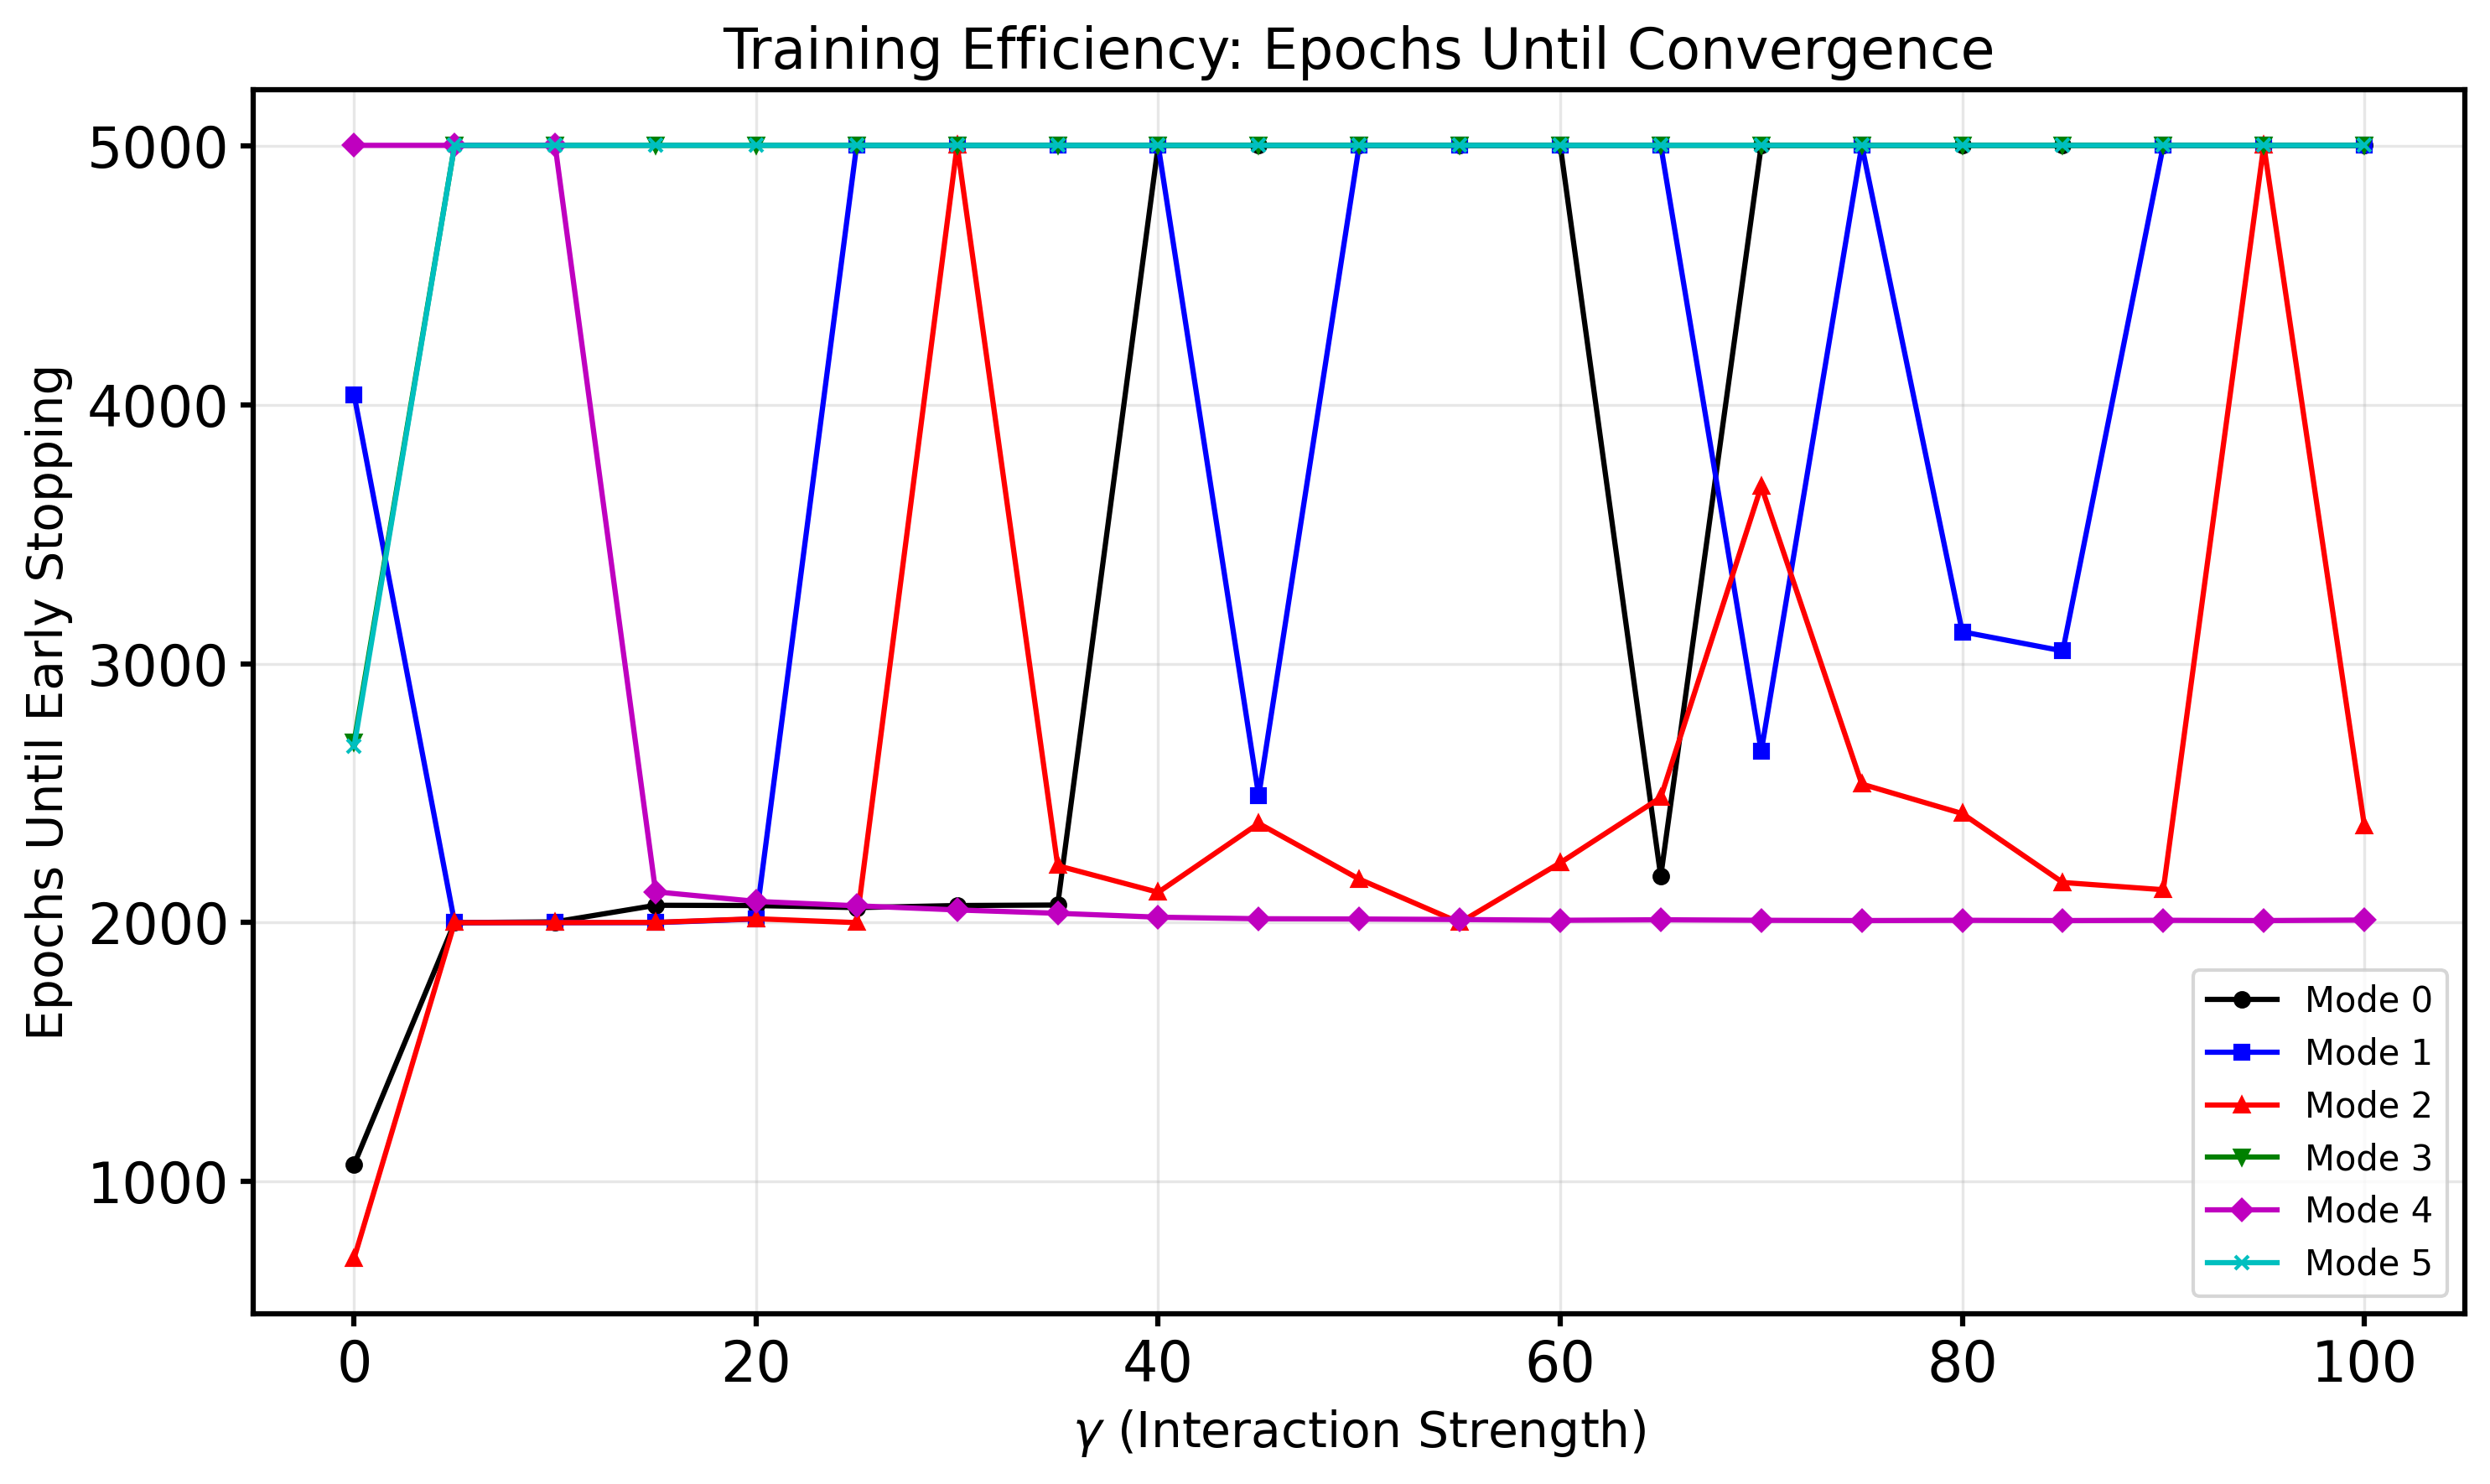 Training Efficiency: Epochs Until Convergence
Epochs Until Early Stopping
5000
4000
3000
2000
1000
0 20 40 60 80 100
γ (Interaction Strength)
Mode 0
Mode 1
Mode 2
Mode 3
Mode 4
Mode 5